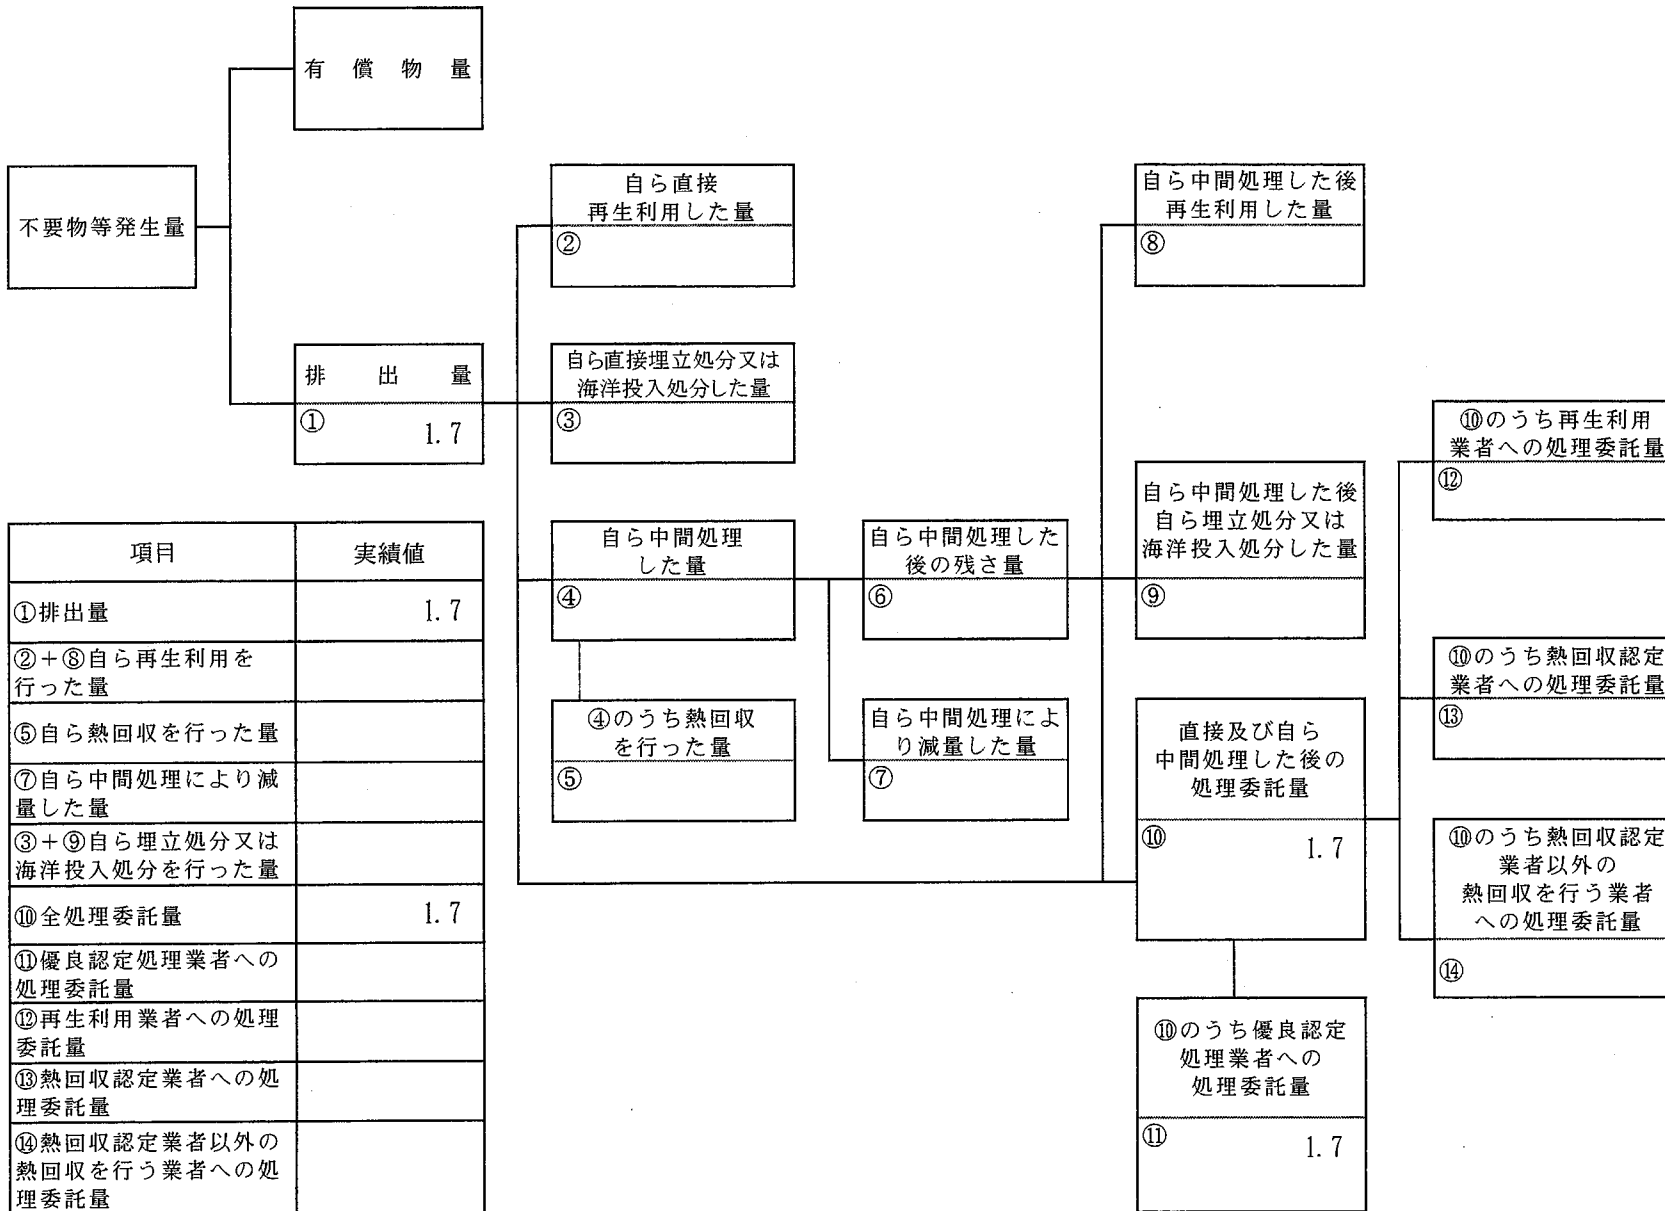 有償物量
不要物等発生量
排出量
①
1.7
自ら直接
再生利用した量
②
自ら直接埋立処分又は
海洋投入処分した量
③
自ら中間処理
した量
④
④のうち熱回収
を行った量
⑤
自ら中間処理した
後の残さ量
⑥
自ら中間処理によ
り減量した量
⑦
自ら中間処理した後
再生利用した量
⑧
自ら中間処理した後
自ら埋立処分又は
海洋投入処分した量
⑨
直接及び自ら
中間処理した後の
処理委託量
⑩
1.7
⑩のうち優良認定
処理業者への
処理委託量
⑪
1.7
⑩のうち再生利用
業者への処理委託量
⑫
⑩のうち熱回収認定
業者への処理委託量
⑬
⑩のうち熱回収認定
業者以外の
熱回収を行う業者
への処理委託量
⑭
項目 実績値
①排出量 1.7
②+⑧自ら再生利用を
行った量
⑤自ら熱回収を行った量
⑦自ら中間処理により減
量した量
③+⑨自ら埋立処分又は
海洋投入処分を行った量
⑩全処理委託量 1.7
⑪優良認定処理業者への
処理委託量
⑫再生利用業者への処理
委託量
⑬熱回収認定業者への処
理委託量
⑭熱回収認定業者以外の
熱回収を行う業者への処
理委託量